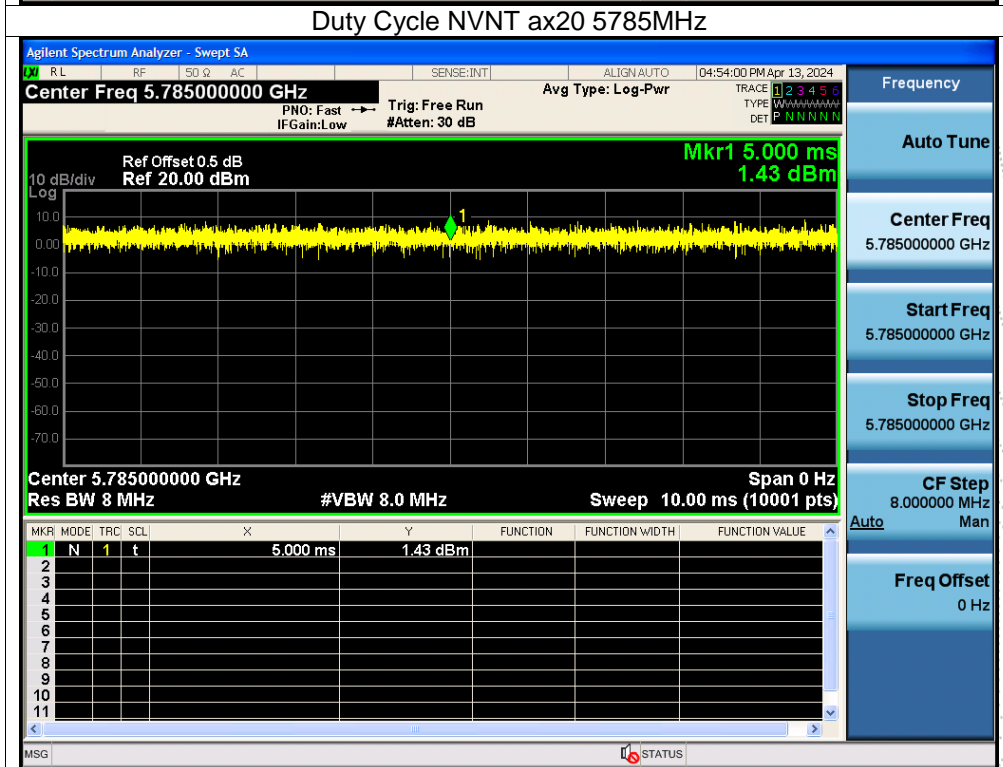 Duty Cycle NVNT ax20 5785MHz
Agilent Spectrum Analyzer - Swept SA
LXI RL RF 50 Ω AC SENSE:INT ALIGN AUTO 04:54:00 PM Apr 13, 2024
Center Freq 5.785000000 GHz
PNO: Fast
IFGain:Low
Trig: Free Run
#Atten: 30 dB
Avg Type: Log-Pwr
TRACE 1 2 3 4 5 6
TYPE WWWWWW
DET P N N N N N
Frequency
Mkr1 5.000 ms
1.43 dBm
Ref Offset 0.5 dB
10 dB/div Ref 20.00 dBm
Log
10.0
0.00
-10.0
-20.0
-30.0
-40.0
-50.0
-60.0
-70.0
1
Center 5.785000000 GHz Span 0 Hz
Res BW 8 MHz #VBW 8.0 MHz Sweep 10.00 ms (10001 pts)
MKR MODE TRC SCL X Y FUNCTION FUNCTION WIDTH FUNCTION VALUE
1 N 1 t 5.000 ms 1.43 dBm
2
3
4
5
6
7
8
9
10
11
MSG STATUS
Auto Tune
Center Freq
5.785000000 GHz
Start Freq
5.785000000 GHz
Stop Freq
5.785000000 GHz
CF Step
8.000000 MHz
Auto Man
Freq Offset
0 Hz